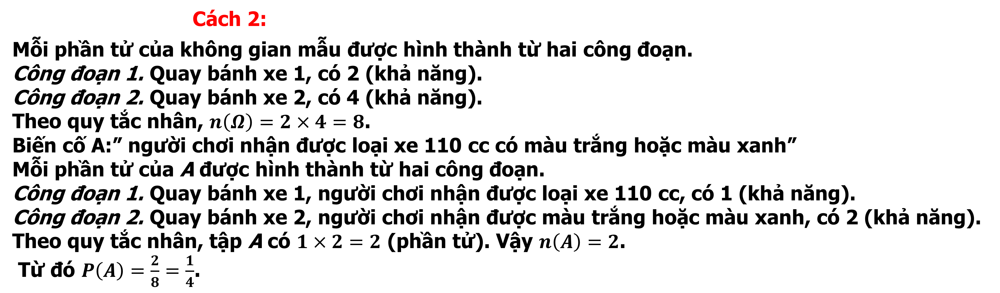 Cách 2:
Mỗi phần tử của không gian mẫu được hình thành từ hai công đoạn.
Công đoạn 1. Quay bánh xe 1, có 2 (khả năng).
Công đoạn 2. Quay bánh xe 2, có 4 (khả năng).
Theo quy tắc nhân, n(Ω) = 2 × 4 = 8.
Biến cố A:″ người chơi nhận được loại xe 110 cc có màu trắng hoặc màu xanh″
Mỗi phần tử của A được hình thành từ hai công đoạn.
Công đoạn 1. Quay bánh xe 1, người chơi nhận được loại xe 110 cc, có 1 (khả năng).
Công đoạn 2. Quay bánh xe 2, người chơi nhận được màu trắng hoặc màu xanh, có 2 (khả năng).
Theo quy tắc nhân, tập A có 1 × 2 = 2 (phần tử). Vậy n(A) = 2.
Từ đó P(A) = 2/8 = 1/4.